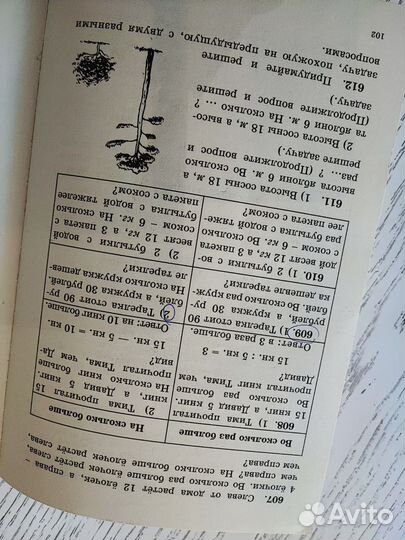 607. Слева от дома растёт 12 ёлочек, а справа –
4 ёлочки. Во сколько раз больше ёлочек растёт слева,
чем справа? На сколько больше ёлочек растёт слева,
чем справа?
Во сколько раз больше
608. 1) Тима прочитал
15 книг, а Давид 5 книг.
Во сколько раз больше книг
прочитал Тима, чем
Давид?
15 кн. : 5 кн. = 3
Ответ: в 3 раза больше.
609. 1) Тарелка стоит 90
рублей, а кружка 30 руб-
лей. Во сколько раз кружка
дешевле тарелки?
610. 1) 2 бутылки с во-
дой весят 12 кг, а 3 пакета
с соком – 6 кг. Во сколько
раз бутылка с водой тяже-
лее пакета с соком?
На сколько больше
2) Тима прочитал 15
книг, а Давид 5 книг.
На сколько больше книг
прочитал Тима, чем Да-
вид?
15 кн. – 5 кн. = 10 кн.
Ответ: на 10 книг больше.
2) Тарелка стоит 90 руб-
лей, а кружка 30 рублей.
На сколько кружка дешев-
ле тарелки?
2) 2 бутылки с водой
весят 12 кг, а 3 пакета с
соком – 6 кг. На сколько
бутылка с водой тяжелее
пакета с соком?
611. 1) Высота сосны 18 м, а
высота яблони 6 м. Во сколько
раз ... ? (Продолжите вопрос и
решите задачу.)
2) Высота сосны 18 м, а высо-
та яблони 6 м. На сколько ... ?
(Продолжите вопрос и решите
задачу.)
612. Придумайте и решите
задачу, похожую на предыдущую, с двумя разными
вопросами.
102
Avito